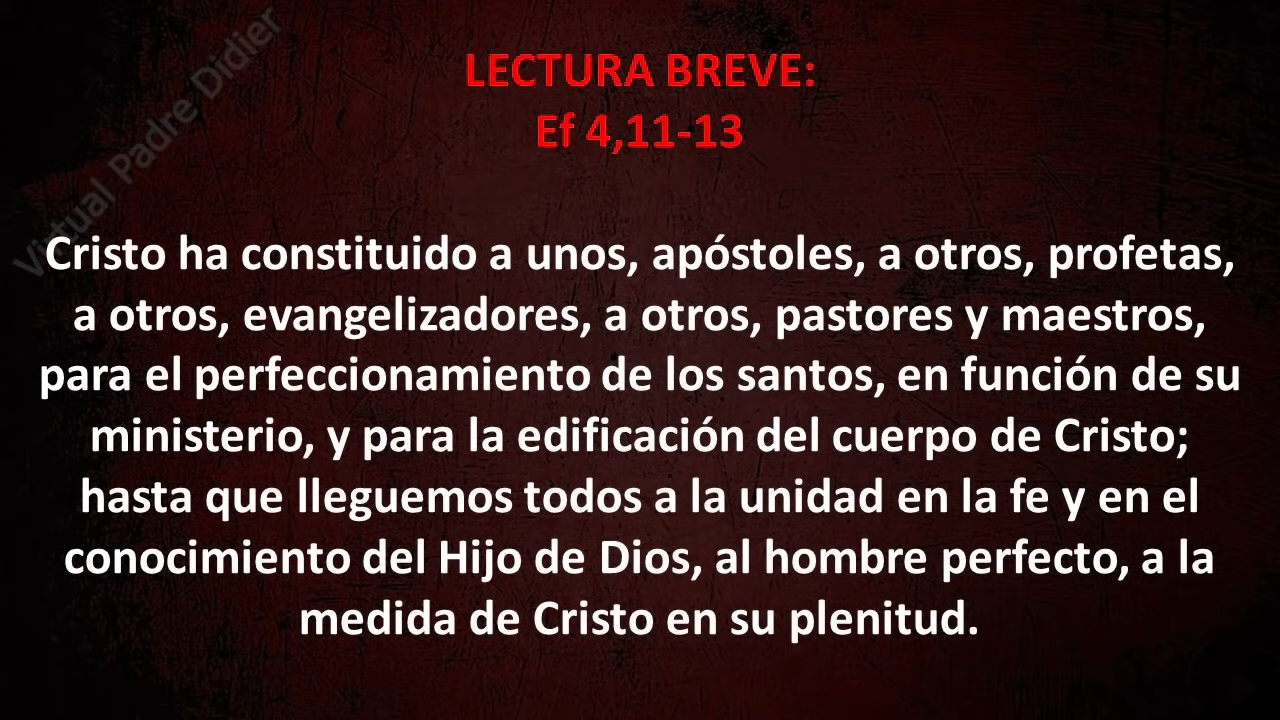 Virtual Padre Didier
LECTURA BREVE:
Ef 4,11-13
Cristo ha constituido a unos, apóstoles, a otros, profetas,
a otros, evangelizadores, a otros, pastores y maestros,
para el perfeccionamiento de los santos, en función de su
ministerio, y para la edificación del cuerpo de Cristo;
hasta que lleguemos todos a la unidad en la fe y en el
conocimiento del Hijo de Dios, al hombre perfecto, a la
medida de Cristo en su plenitud.